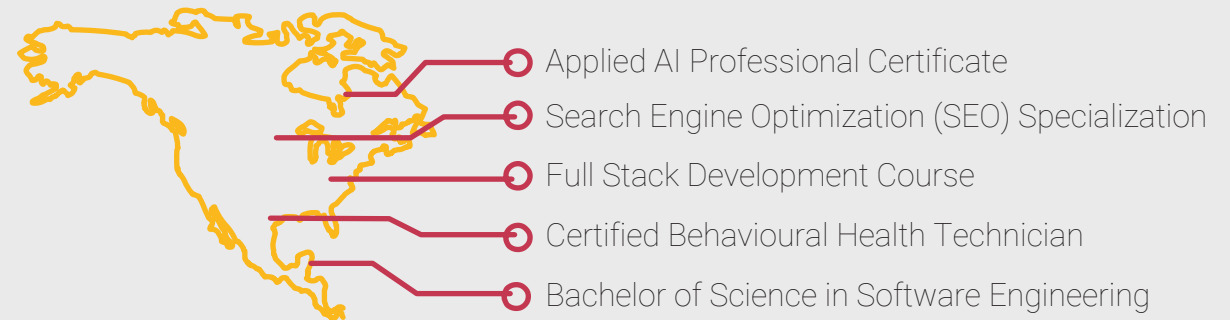 Applied AI Professional Certificate
Search Engine Optimization (SEO) Specialization
Full Stack Development Course
Certified Behavioural Health Technician
Bachelor of Science in Software Engineering